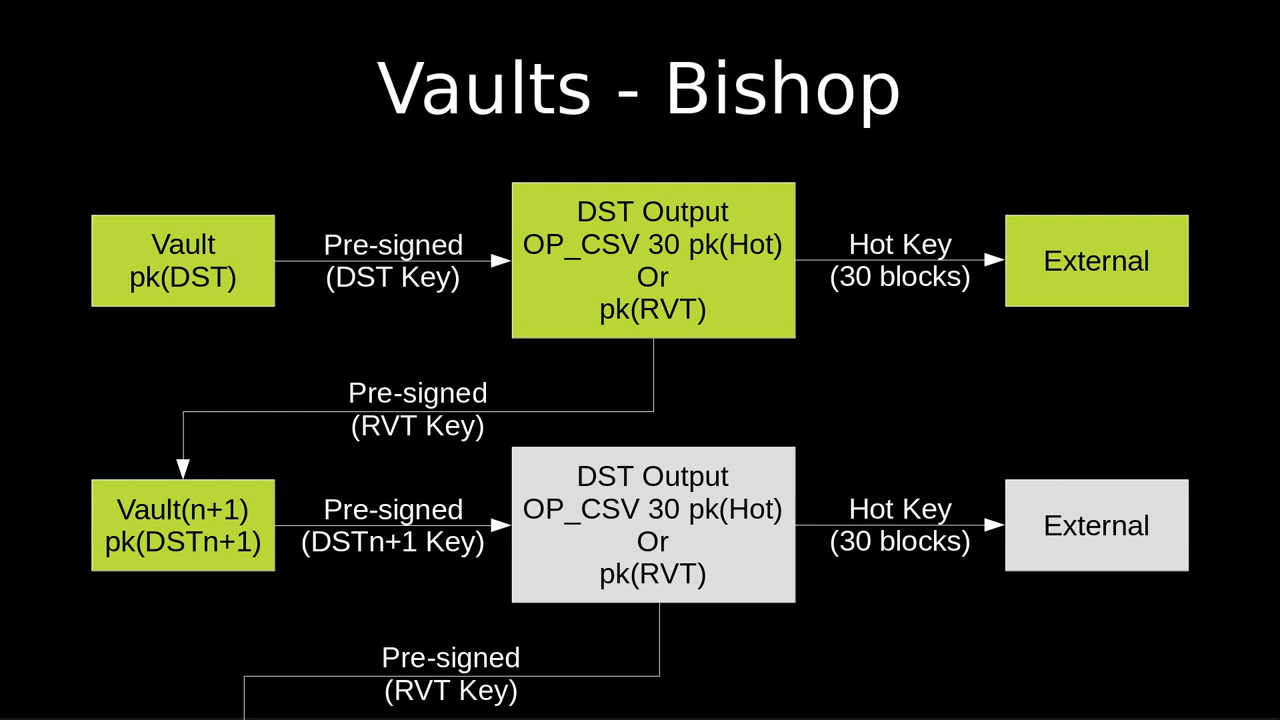 Vaults - Bishop
Vault
pk(DST)
Pre-signed
(DST Key)
DST Output
OP_CSV 30 pk(Hot)
Or
pk(RVT)
Hot Key
(30 blocks)
External
Pre-signed
(RVT Key)
Vault(n+1)
pk(DSTn+1)
Pre-signed
(DSTn+1 Key)
DST Output
OP_CSV 30 pk(Hot)
Or
pk(RVT)
Hot Key
(30 blocks)
External
Pre-signed
(RVT Key)